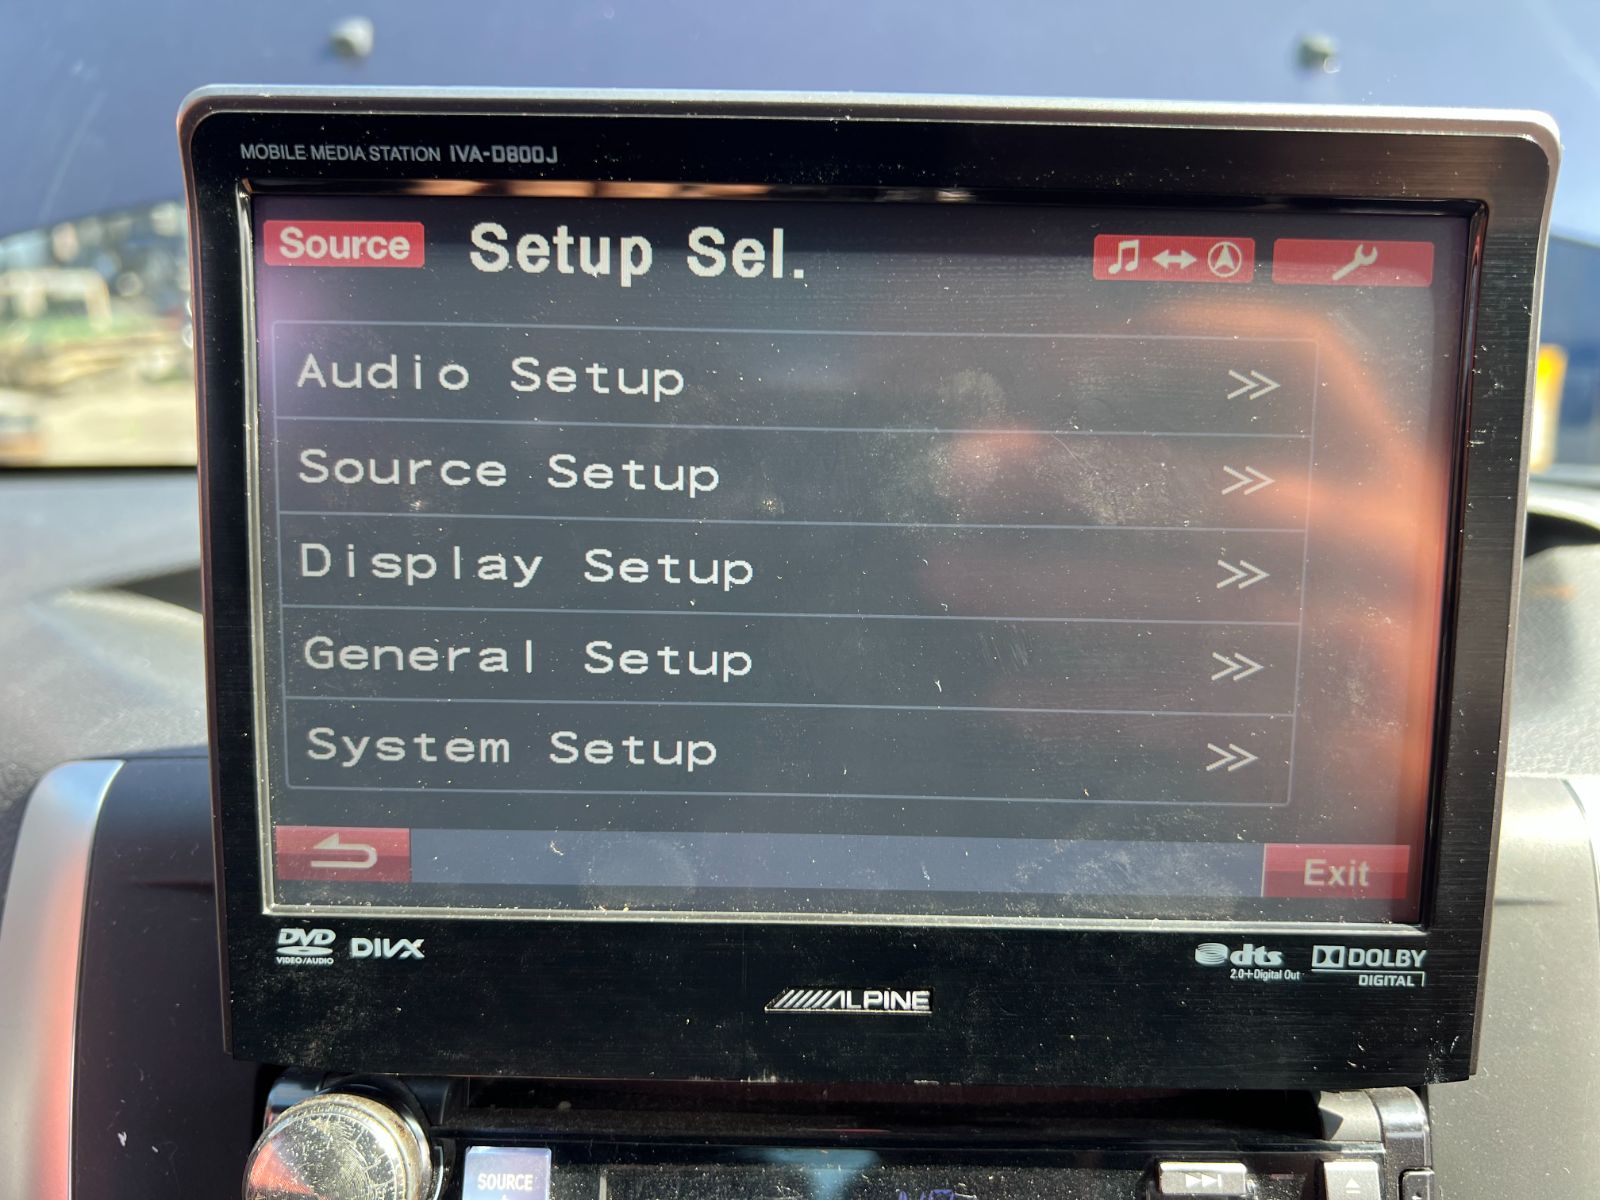 MOBILE MEDIA STATION IVA-D800J
Source
Setup Sel.
Audio Setup
Source Setup
Display Setup
General Setup
System Setup
Exit
DVD
VIDEO/AUDIO
DIVX
dts
2.0+Digital Out
DOLBY
DIGITAL
ALPINE
SOURCE